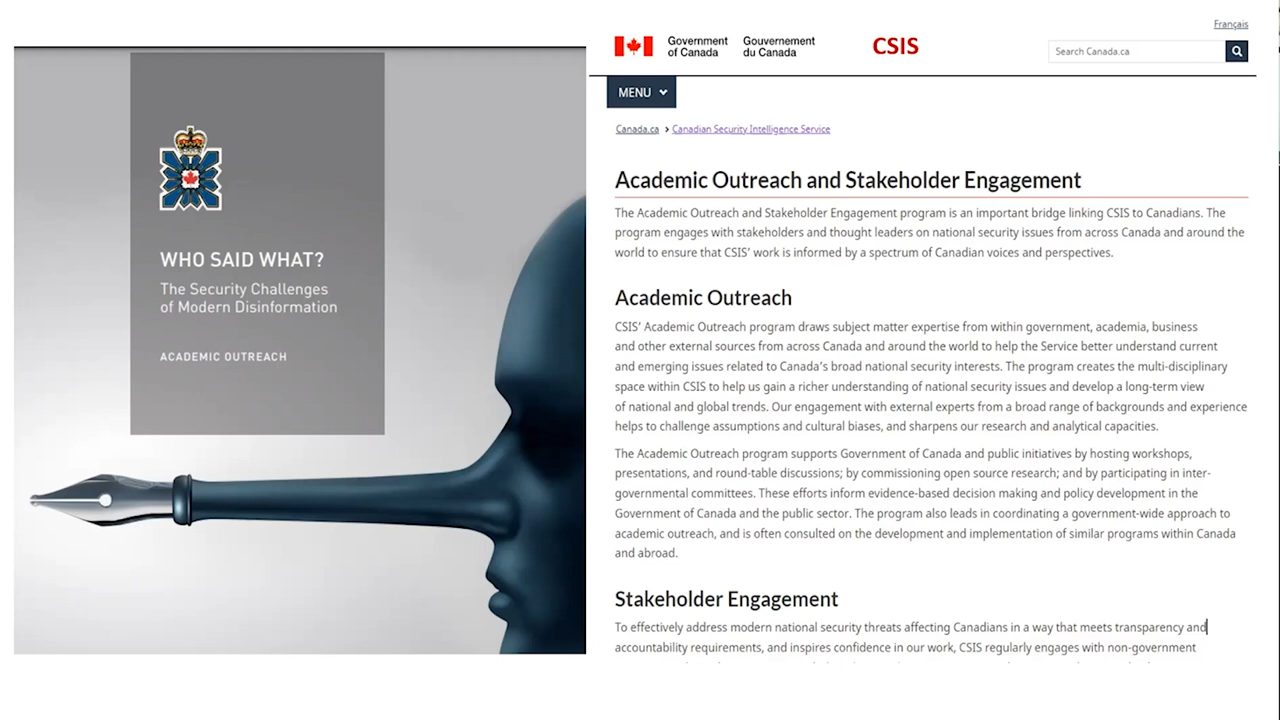 WHO SAID WHAT?
The Security Challenges
of Modern Disinformation
ACADEMIC OUTREACH
Français
Government
of Canada
Gouvernement
du Canada
CSIS
Search Canada.ca
MENU
Canada.ca > Canadian Security Intelligence Service
Academic Outreach and Stakeholder Engagement
The Academic Outreach and Stakeholder Engagement program is an important bridge linking CSIS to Canadians. The
program engages with stakeholders and thought leaders on national security issues from across Canada and around the
world to ensure that CSIS' work is informed by a spectrum of Canadian voices and perspectives.
Academic Outreach
CSIS' Academic Outreach program draws subject matter expertise from within government, academia, business
and other external sources from across Canada and around the world to help the Service better understand current
and emerging issues related to Canada's broad national security interests. The program creates the multi-disciplinary
space within CSIS to help us gain a richer understanding of national security issues and develop a long-term view
of national and global trends. Our engagement with external experts from a broad range of backgrounds and experience
helps to challenge assumptions and cultural biases, and sharpens our research and analytical capacities.
The Academic Outreach program supports Government of Canada and public initiatives by hosting workshops,
presentations, and round-table discussions; by commissioning open source research; and by participating in inter-
governmental committees. These efforts inform evidence-based decision making and policy development in the
Government of Canada and the public sector. The program also leads in coordinating a government-wide approach to
academic outreach, and is often consulted on the development and implementation of similar programs within Canada
and abroad.
Stakeholder Engagement
To effectively address modern national security threats affecting Canadians in a way that meets transparency and
accountability requirements, and inspires confidence in our work, CSIS regularly engages with non-government